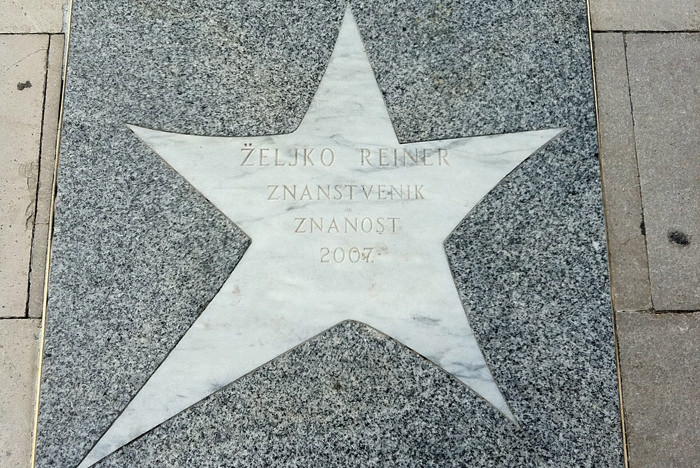 ŽELJKO REINER
ZNANSTVENIK
ZNANOST
2007.